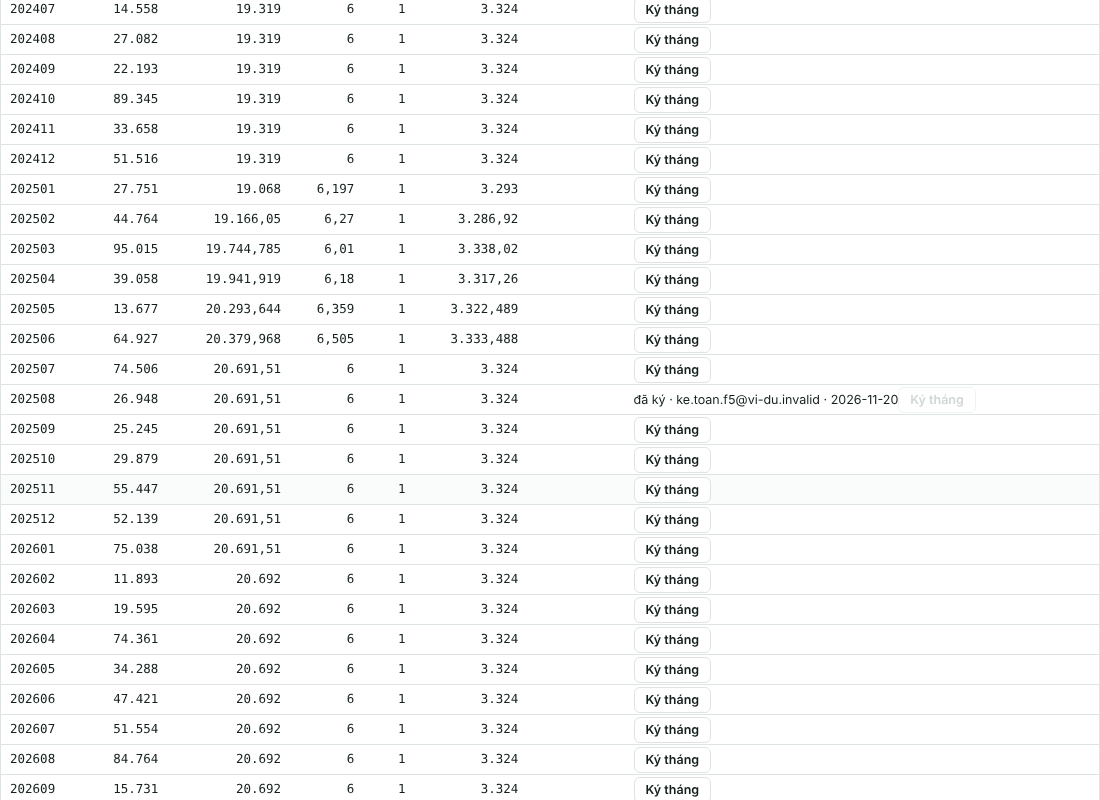 202407 14.558 19.319 6 1 3.324 Ký tháng
202408 27.082 19.319 6 1 3.324 Ký tháng
202409 22.193 19.319 6 1 3.324 Ký tháng
202410 89.345 19.319 6 1 3.324 Ký tháng
202411 33.658 19.319 6 1 3.324 Ký tháng
202412 51.516 19.319 6 1 3.324 Ký tháng
202501 27.751 19.068 6,197 1 3.293 Ký tháng
202502 44.764 19.166,05 6,27 1 3.286,92 Ký tháng
202503 95.015 19.744,785 6,01 1 3.338,02 Ký tháng
202504 39.058 19.941,919 6,18 1 3.317,26 Ký tháng
202505 13.677 20.293,644 6,359 1 3.322,489 Ký tháng
202506 64.927 20.379,968 6,505 1 3.333,488 Ký tháng
202507 74.506 20.691,51 6 1 3.324 Ký tháng
202508 26.948 20.691,51 6 1 3.324 đã ký · ke.toan.f5@vi-du.invalid · 2026-11-20 Ký tháng
202509 25.245 20.691,51 6 1 3.324 Ký tháng
202510 29.879 20.691,51 6 1 3.324 Ký tháng
202511 55.447 20.691,51 6 1 3.324 Ký tháng
202512 52.139 20.691,51 6 1 3.324 Ký tháng
202601 75.038 20.691,51 6 1 3.324 Ký tháng
202602 11.893 20.692 6 1 3.324 Ký tháng
202603 19.595 20.692 6 1 3.324 Ký tháng
202604 74.361 20.692 6 1 3.324 Ký tháng
202605 34.288 20.692 6 1 3.324 Ký tháng
202606 47.421 20.692 6 1 3.324 Ký tháng
202607 51.554 20.692 6 1 3.324 Ký tháng
202608 84.764 20.692 6 1 3.324 Ký tháng
202609 15.731 20.692 6 1 3.324 Ký tháng